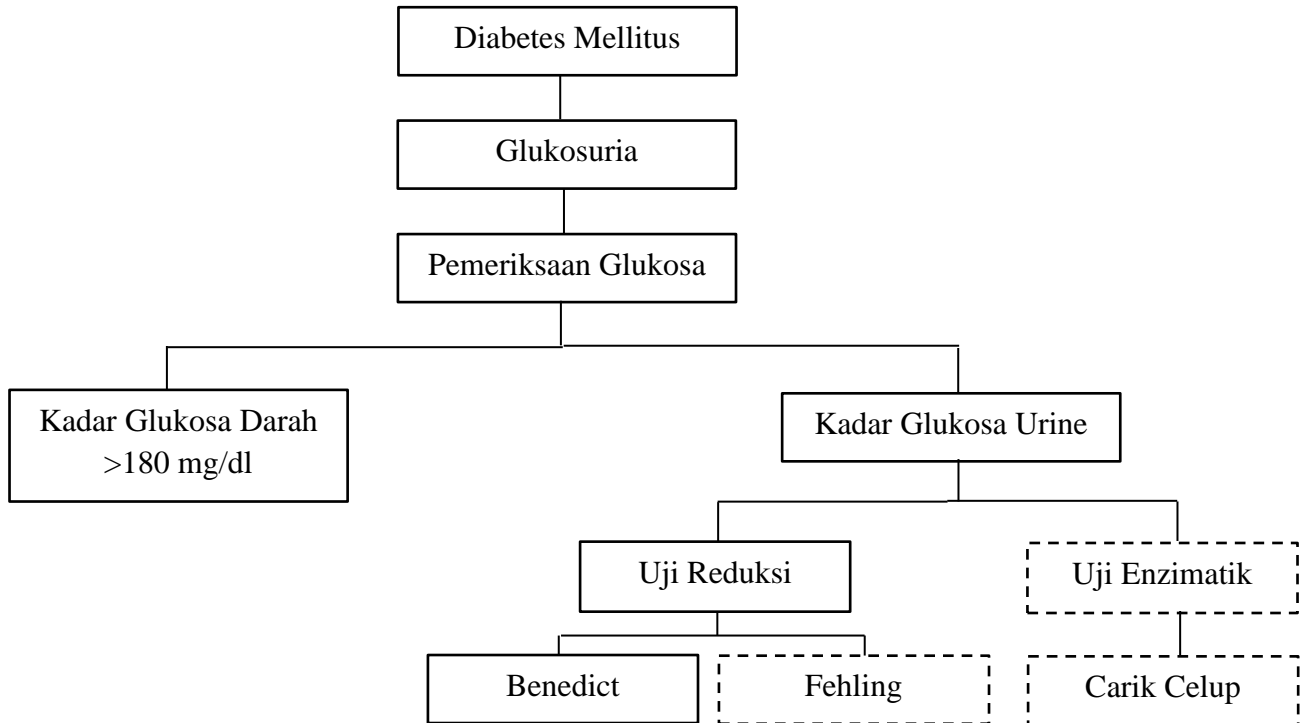 Diabetes Mellitus
Glukosuria
Pemeriksaan Glukosa
Kadar Glukosa Darah
>180 mg/dl
Kadar Glukosa Urine
Uji Reduksi
Uji Enzimatik
Benedict
Fehling
Carik Celup